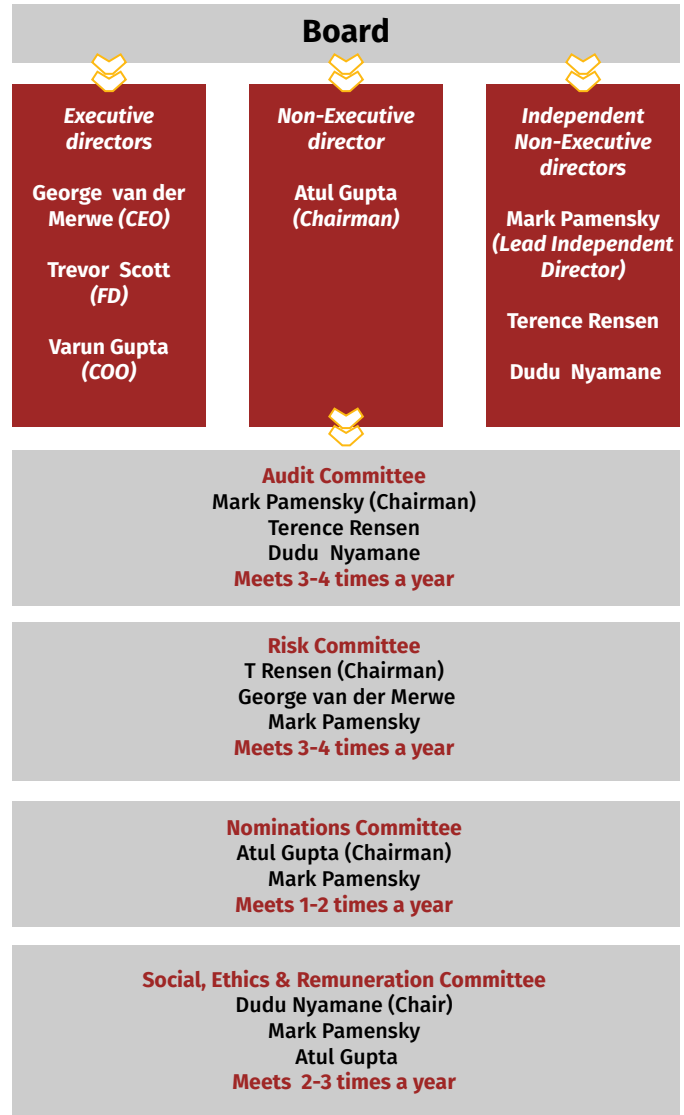 Board
Executive
directors
George van der
Merwe (CEO)
Trevor Scott
(FD)
Varun Gupta
(COO)
Non-Executive
director
Atul Gupta
(Chairman)
Independent
Non-Executive
directors
Mark Pamensky
(Lead Independent
Director)
Terence Rensen
Dudu Nyamane
Audit Committee
Mark Pamensky (Chairman)
Terence Rensen
Dudu Nyamane
Meets 3-4 times a year
Risk Committee
T Rensen (Chairman)
George van der Merwe
Mark Pamensky
Meets 3-4 times a year
Nominations Committee
Atul Gupta (Chairman)
Mark Pamensky
Meets 1-2 times a year
Social, Ethics & Remuneration Committee
Dudu Nyamane (Chair)
Mark Pamensky
Atul Gupta
Meets 2-3 times a year